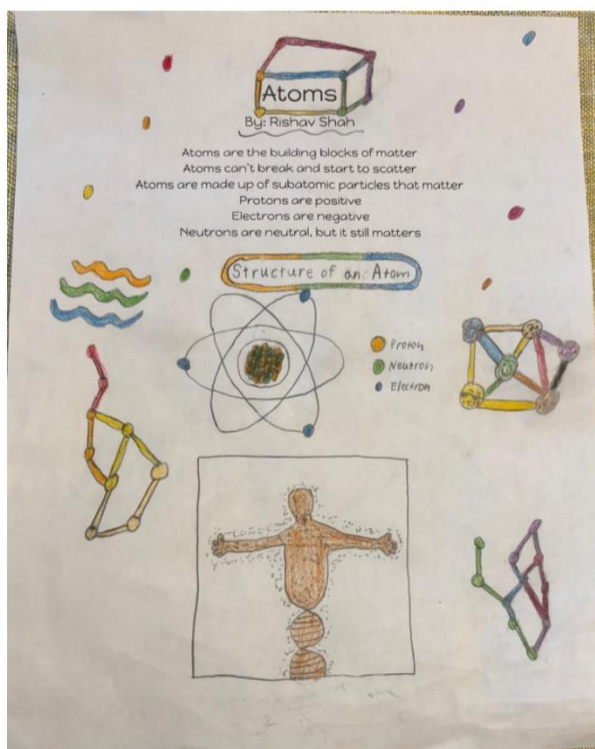 Atoms
By: Rishav Shah
Atoms are the building blocks of matter
Atoms can't break and start to scatter
Atoms are made up of subatomic particles that matter
Protons are positive
Electrons are negative
Neutrons are neutral, but it still matters
Structure of an Atom
Proton
Neutron
Electron